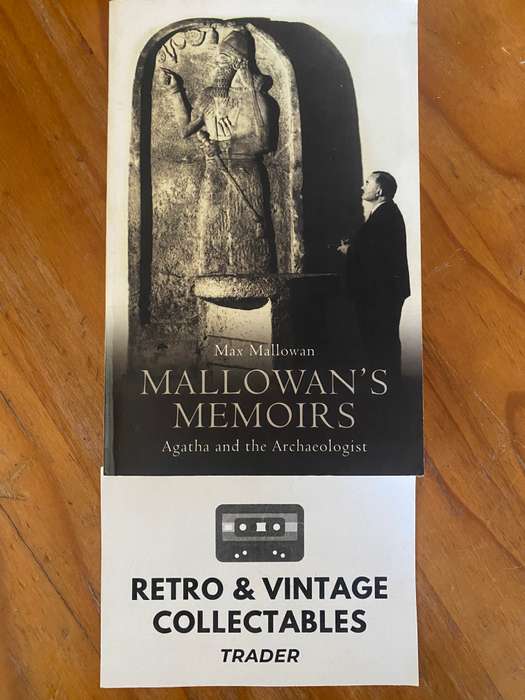 Max Mallowan
MALLOWAN'S
MEMOIRS
Agatha and the Archaeologist
RETRO & VINTAGE
COLLECTABLES
TRADER